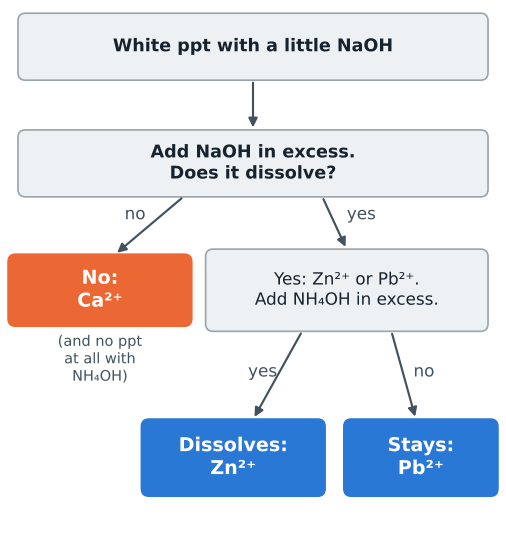 White ppt with a little NaOH
Add NaOH in excess.
Does it dissolve?
no
yes
No:
Ca²⁺
Yes: Zn²⁺ or Pb²⁺.
Add NH₄OH in excess.
(and no ppt
at all with
NH₄OH)
yes
no
Dissolves:
Zn²⁺
Stays:
Pb²⁺